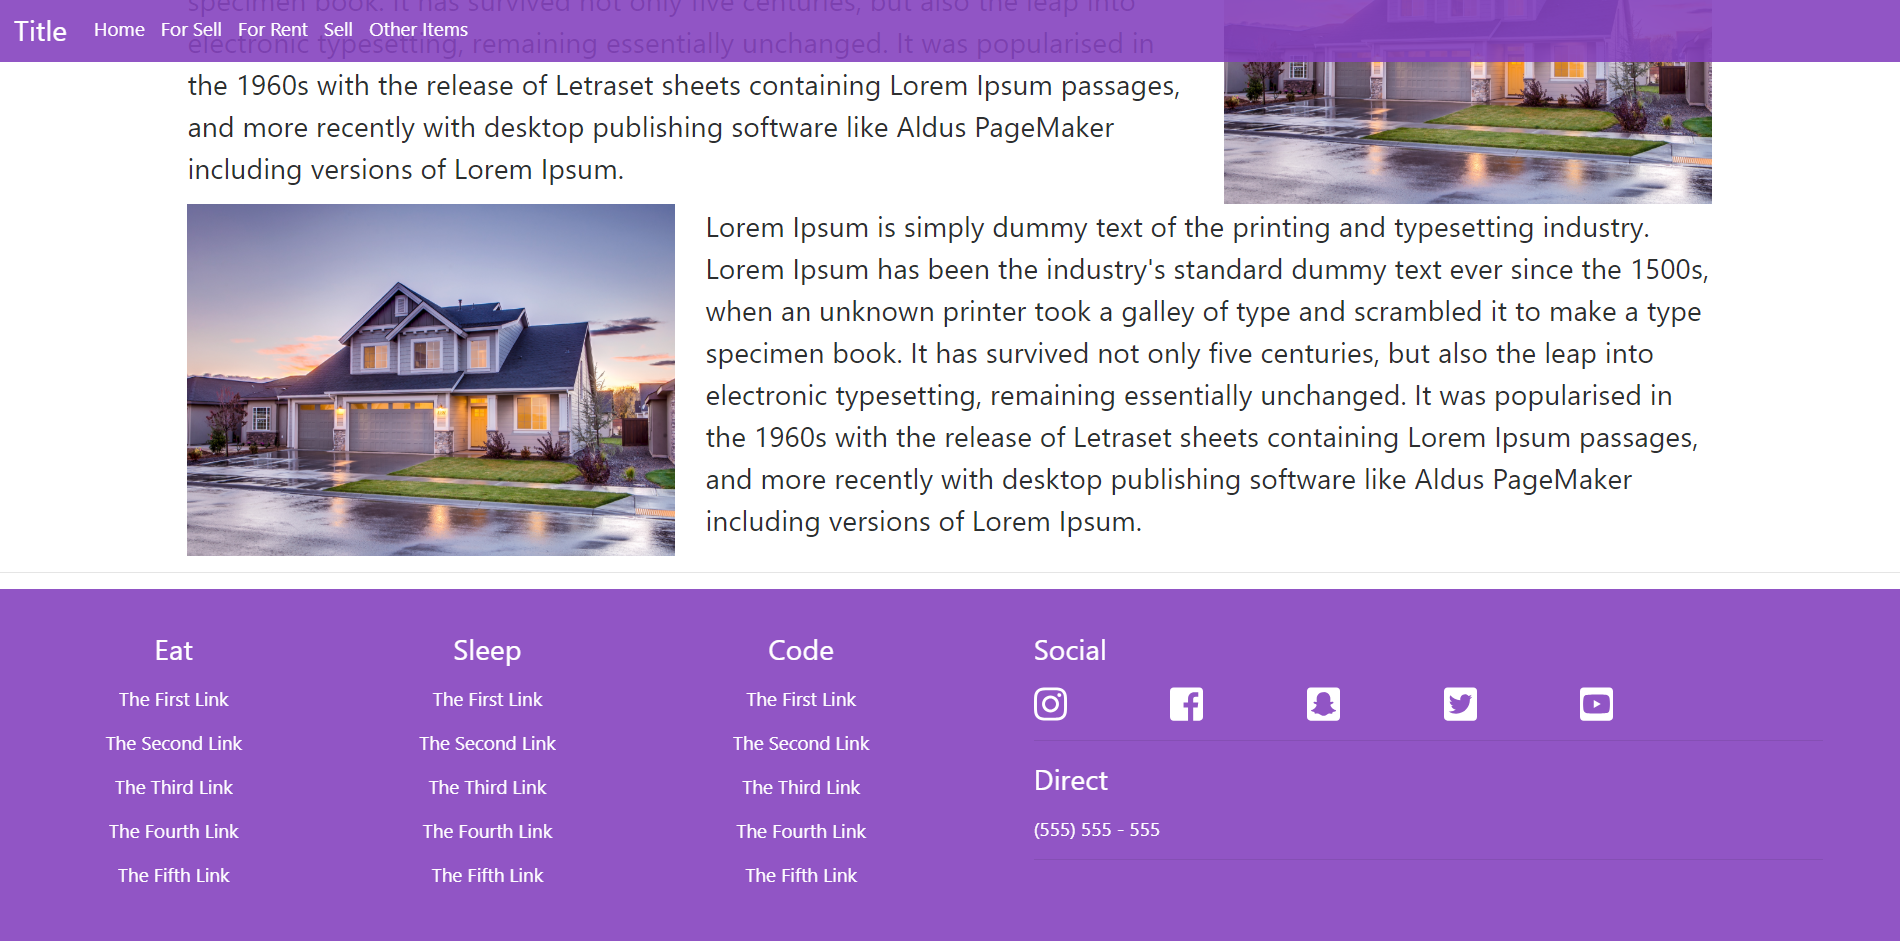 Title Home For Sell For Rent Sell Other Items
specimen book. It has survived not only five centuries, but also the leap into
electronic typesetting, remaining essentially unchanged. It was popularised in
the 1960s with the release of Letraset sheets containing Lorem Ipsum passages,
and more recently with desktop publishing software like Aldus PageMaker
including versions of Lorem Ipsum.
Lorem Ipsum is simply dummy text of the printing and typesetting industry.
Lorem Ipsum has been the industry's standard dummy text ever since the 1500s,
when an unknown printer took a galley of type and scrambled it to make a type
specimen book. It has survived not only five centuries, but also the leap into
electronic typesetting, remaining essentially unchanged. It was popularised in
the 1960s with the release of Letraset sheets containing Lorem Ipsum passages,
and more recently with desktop publishing software like Aldus PageMaker
including versions of Lorem Ipsum.
Eat
The First Link
The Second Link
The Third Link
The Fourth Link
The Fifth Link
Sleep
The First Link
The Second Link
The Third Link
The Fourth Link
The Fifth Link
Code
The First Link
The Second Link
The Third Link
The Fourth Link
The Fifth Link
Social
Direct
(555) 555 - 555